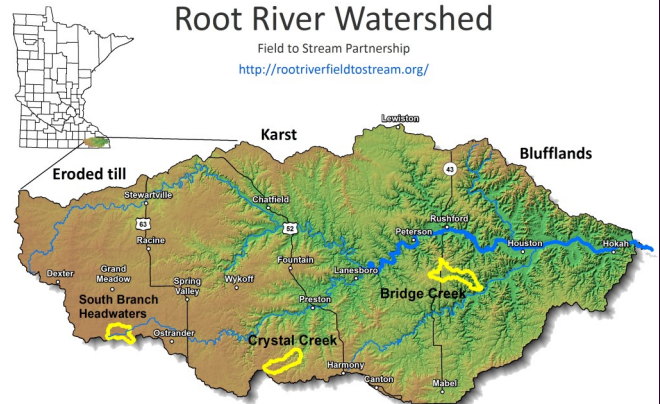 Root River Watershed
Field to Stream Partnership
http://rootriverfieldtostream.org/
Lewiston
Karst
Blufflands
43
Eroded till
Stewartville
Chatfield
63
52
Rushford
Peterson
Racine
Houston
Hokah
Fountain
Lanesboro
Dexter
Grand
Meadow
Wykoff
Spring
Valley
Bridge Creek
South Branch
Headwaters
Preston
Ostrander
Crystal Creek
Harmony
Canton
Mabel